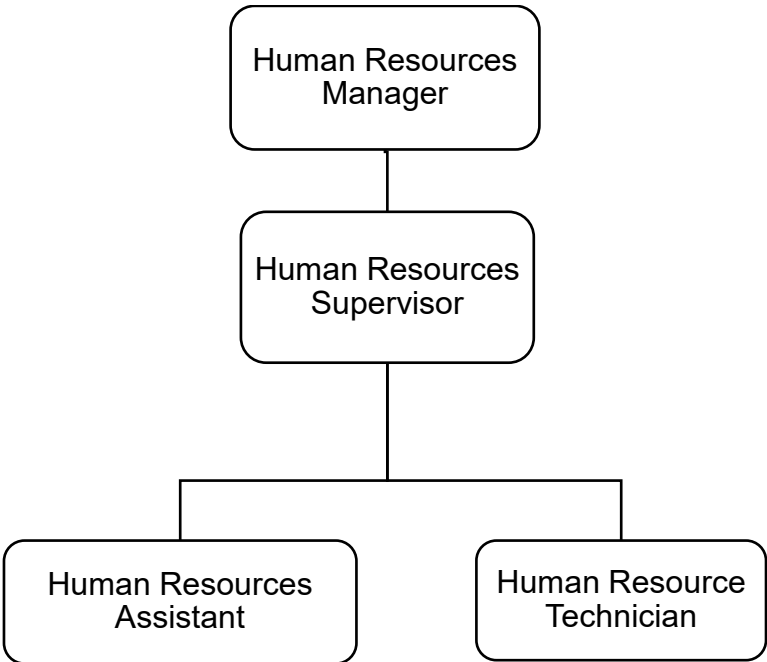 Human Resources
Manager
Human Resources
Supervisor
Human Resources
Assistant
Human Resource
Technician